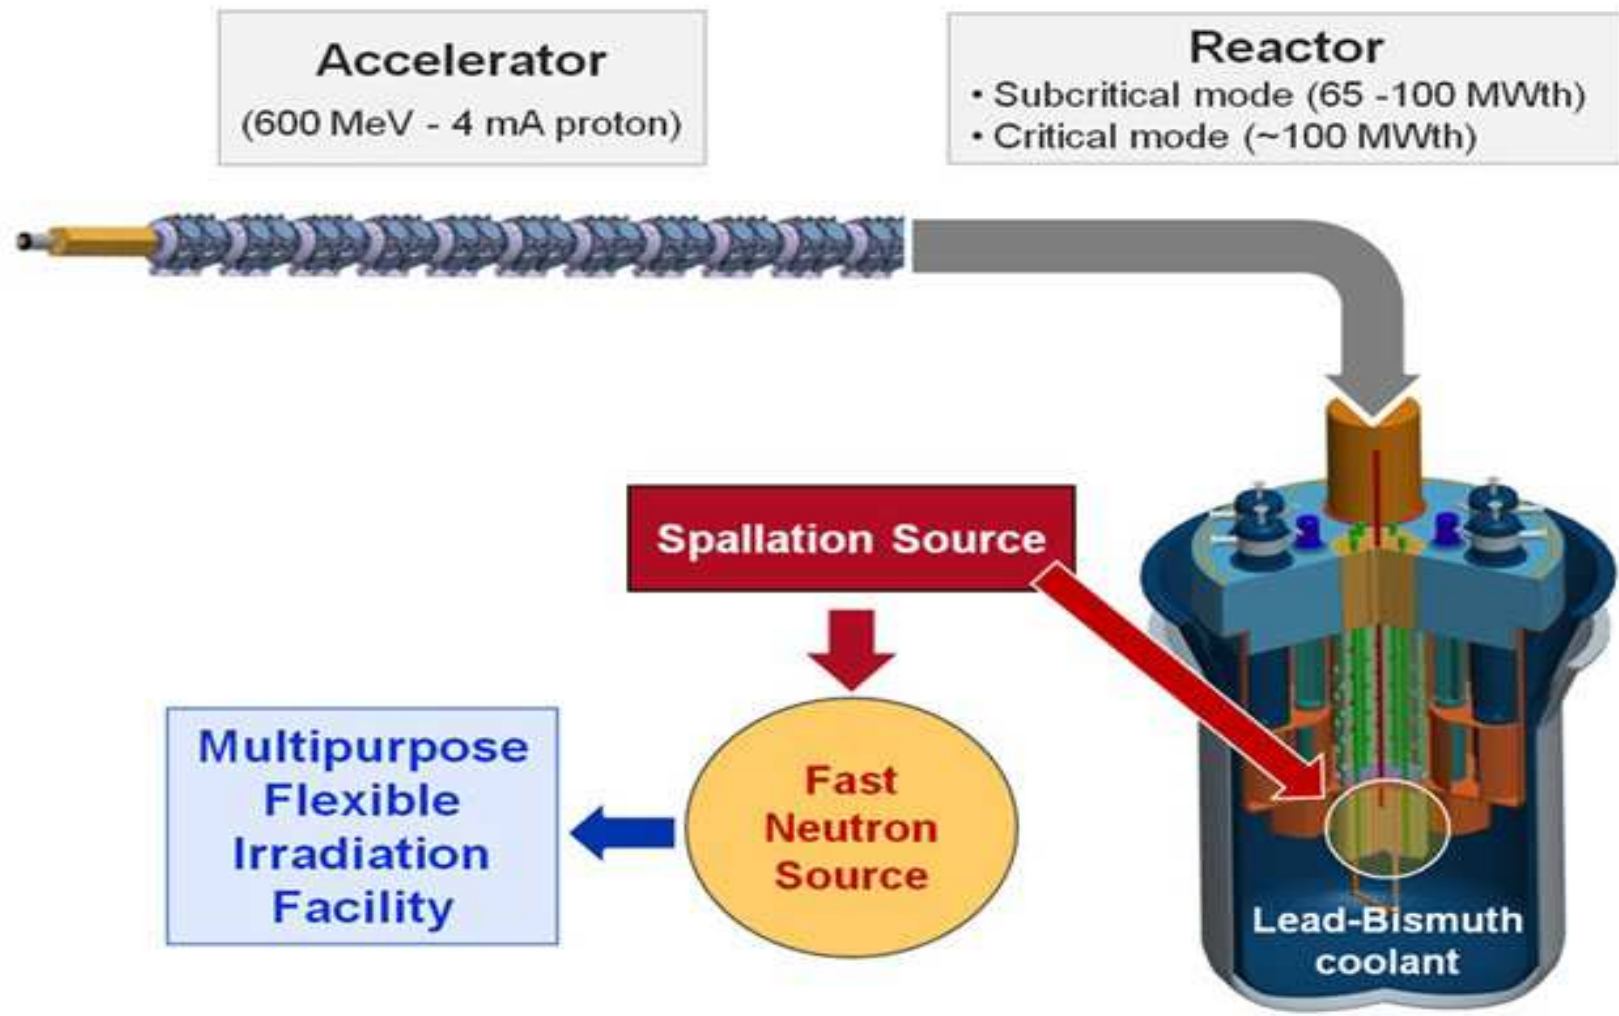 Accelerator
(600 MeV - 4 mA proton)
Reactor
• Subcritical mode (65 -100 MWth)
• Critical mode (~100 MWth)
Spallation Source
Fast
Neutron
Source
Multipurpose
Flexible
Irradiation
Facility
Lead-Bismuth
coolant